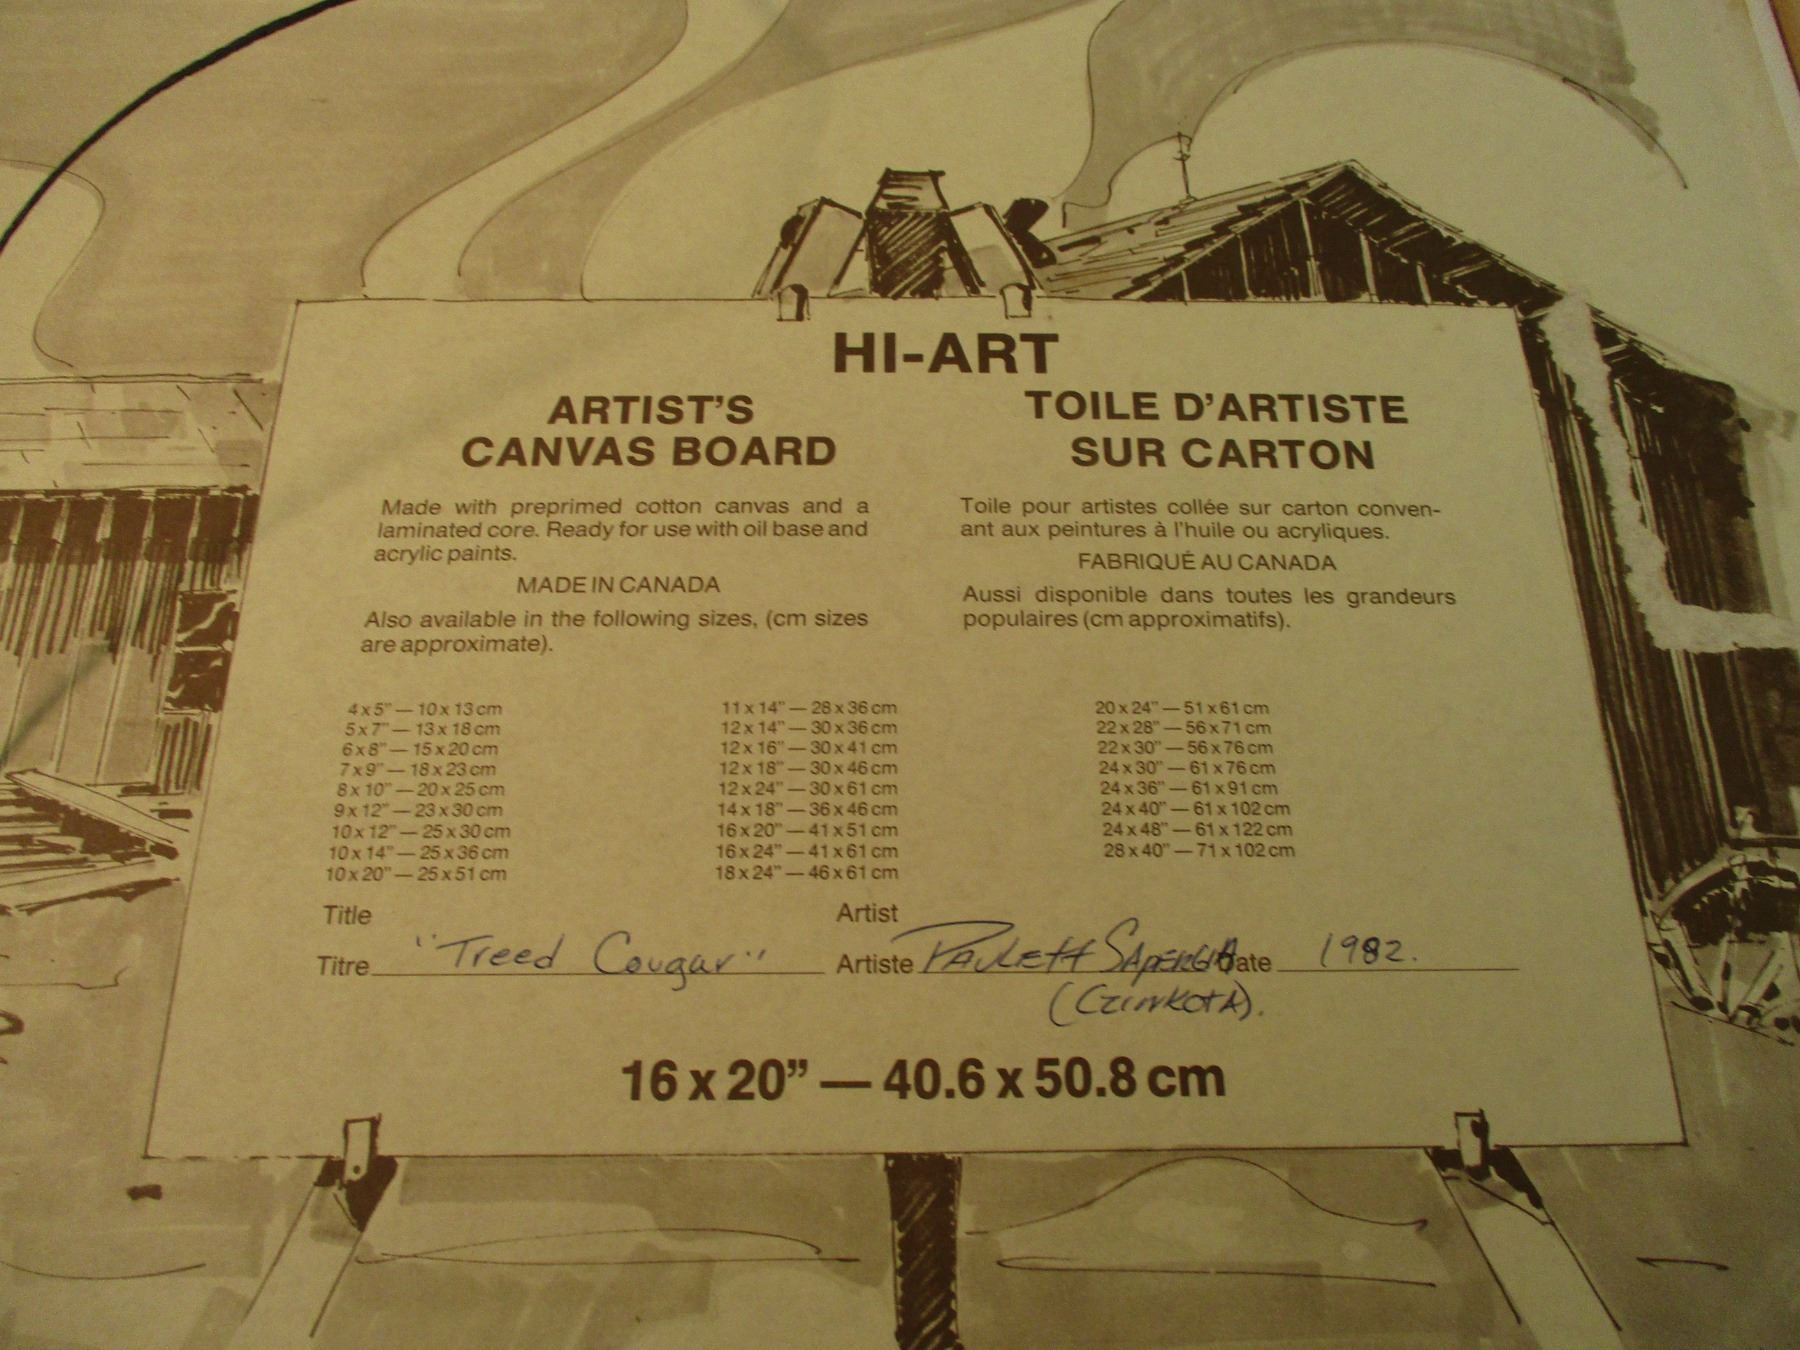 HI-ART
ARTIST'S
CANVAS BOARD
Made with preprimed cotton canvas and a
laminated core. Ready for use with oil base and
acrylic paints.
MADE IN CANADA
Also available in the following sizes, (cm sizes
are approximate).
TOILE D'ARTISTE
SUR CARTON
Toile pour artistes collée sur carton conven-
ant aux peintures à l'huile ou acryliques.
FABRIQUÉ AU CANADA
Aussi disponible dans toutes les grandeurs
populaires (cm approximatifs).
4 x 5" — 10 x 13 cm
5 x 7" — 13 x 18 cm
6 x 8" — 15 x 20 cm
7 x 9" — 18 x 23 cm
8 x 10" — 20 x 25 cm
9 x 12" — 23 x 30 cm
10 x 12" — 25 x 30 cm
10 x 14" — 25 x 36 cm
10 x 20" — 25 x 51 cm
11 x 14" — 28 x 36 cm
12 x 14" — 30 x 36 cm
12 x 16" — 30 x 41 cm
12 x 18" — 30 x 46 cm
12 x 24" — 30 x 61 cm
14 x 18" — 36 x 46 cm
16 x 20" — 41 x 51 cm
16 x 24" — 41 x 61 cm
18 x 24" — 46 x 61 cm
20 x 24" — 51 x 61 cm
22 x 28" — 56 x 71 cm
22 x 30" — 56 x 76 cm
24 x 30" — 61 x 76 cm
24 x 36" — 61 x 91 cm
24 x 40" — 61 x 102 cm
24 x 48" — 61 x 122 cm
28 x 40" — 71 x 102 cm
Title Artist
Titre "Treed Cougar" Artiste Paulett Sapergia Date 1982.
(Czinkota).
16 x 20" — 40.6 x 50.8 cm